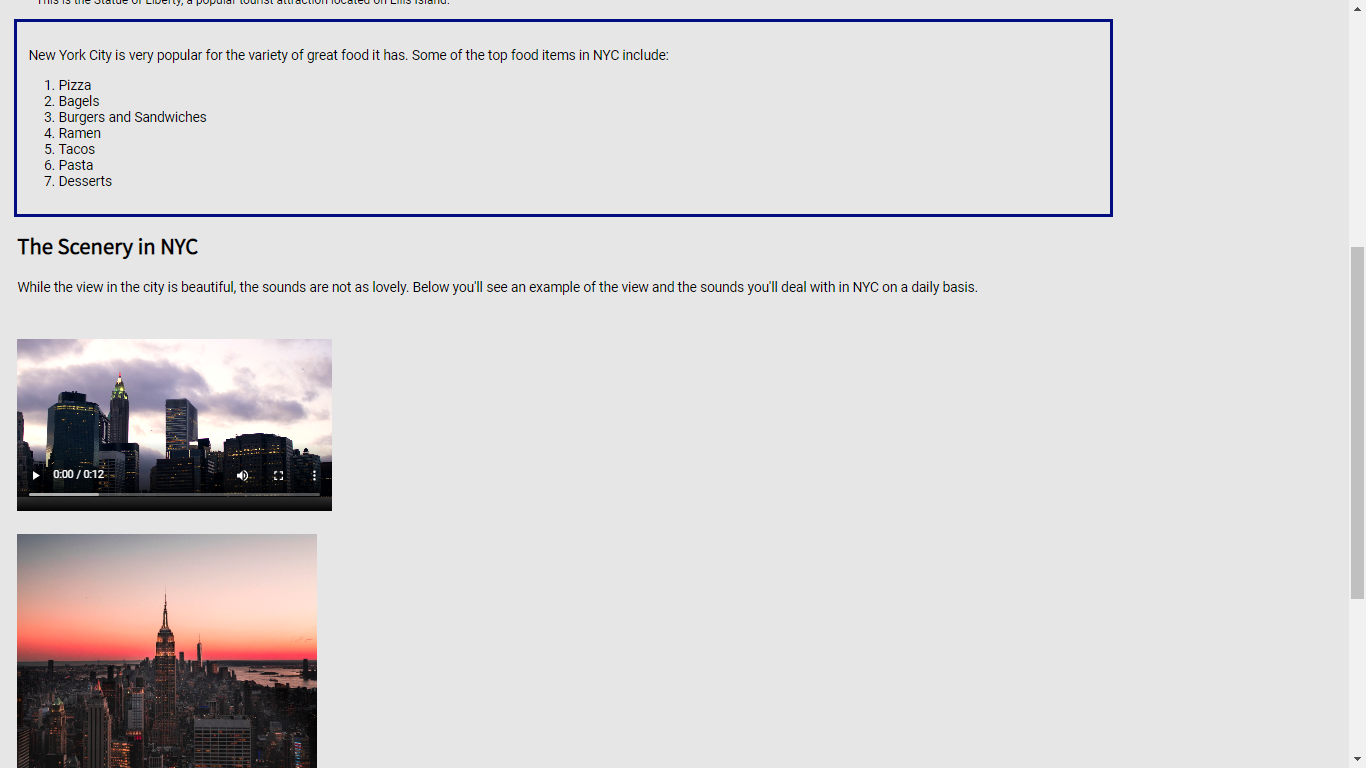 This is the Statue of Liberty, a popular tourist attraction located on Ellis Island.
New York City is very popular for the variety of great food it has. Some of the top food items in NYC include:
1. Pizza
2. Bagels
3. Burgers and Sandwiches
4. Ramen
5. Tacos
6. Pasta
7. Desserts
The Scenery in NYC
While the view in the city is beautiful, the sounds are not as lovely. Below you'll see an example of the view and the sounds you'll deal with in NYC on a daily basis.
0:00 / 0:12